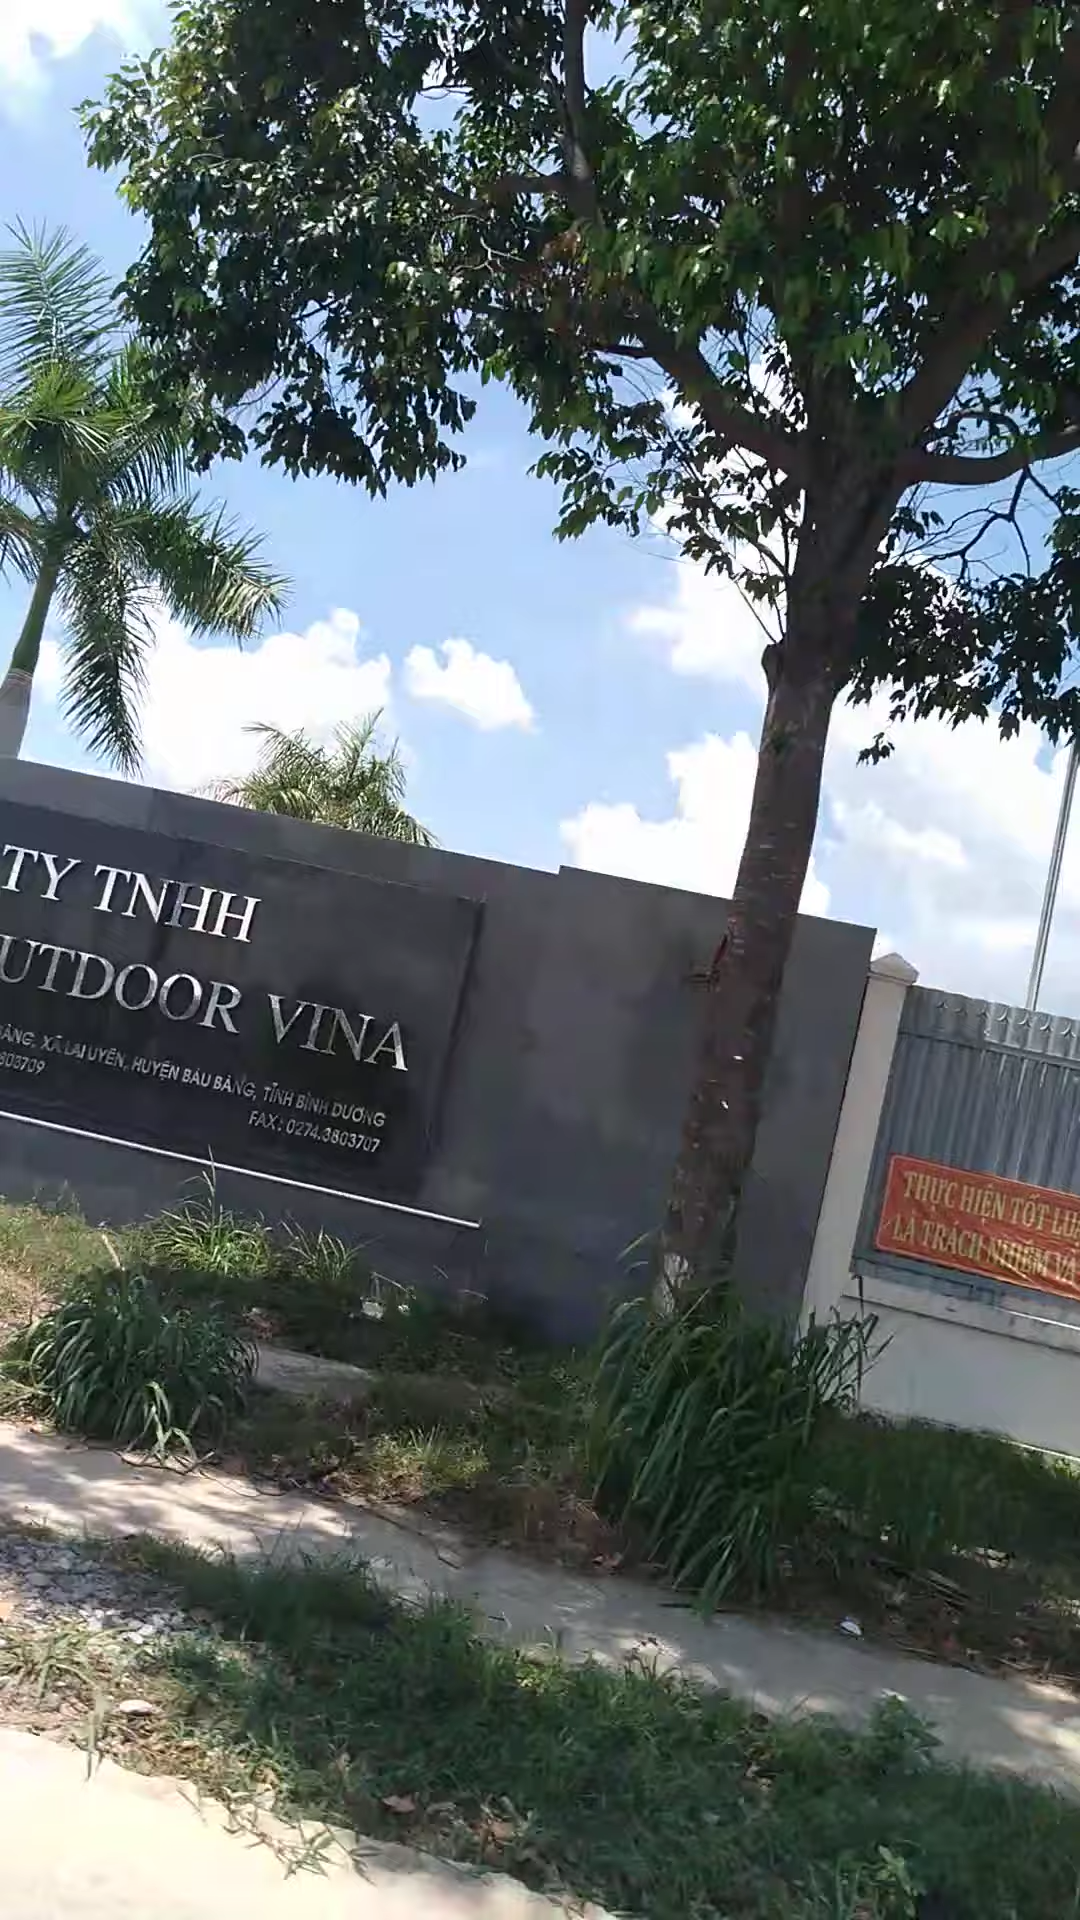 TY TNHH
UTDOOR VINA
BÀNG, XÃ LAI UYÊN, HUYỆN BÀU BÀNG, TỈNH BÌNH DƯƠNG
803709
FAX: 0274.3803707
THỰC HIỆN TỐT LU
LÀ TRÁCH NHIỆM VÀ